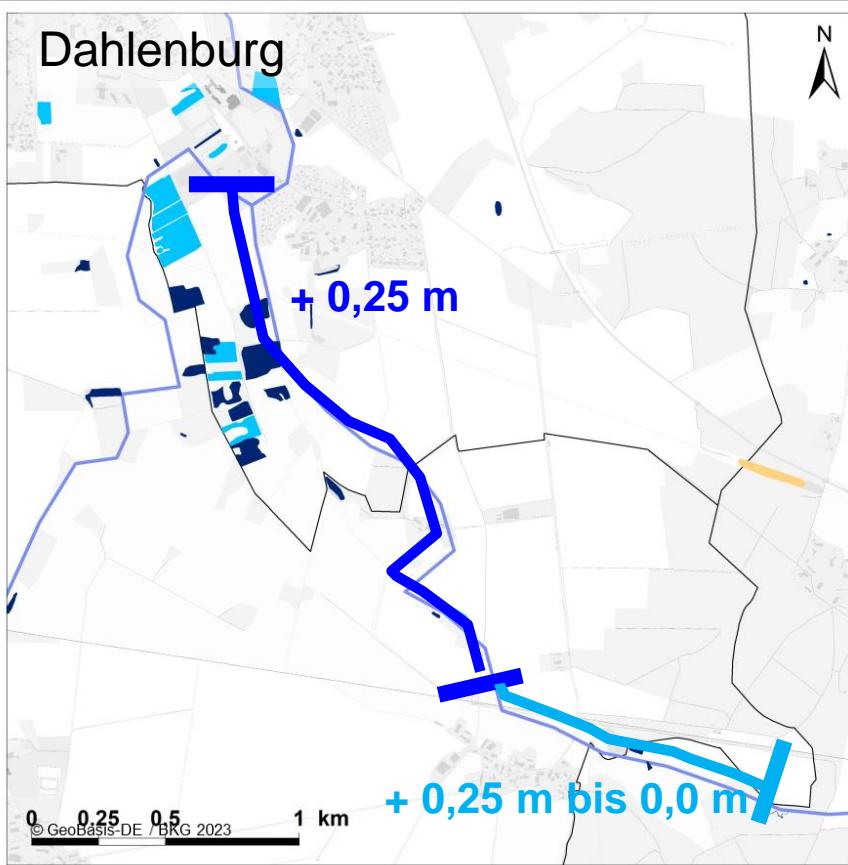 Dahlenburg
N
+ 0,25 m
+ 0,25 m bis 0,0 m
0 0,25 0,5 1 km
© GeoBasis-DE / BKG 2023